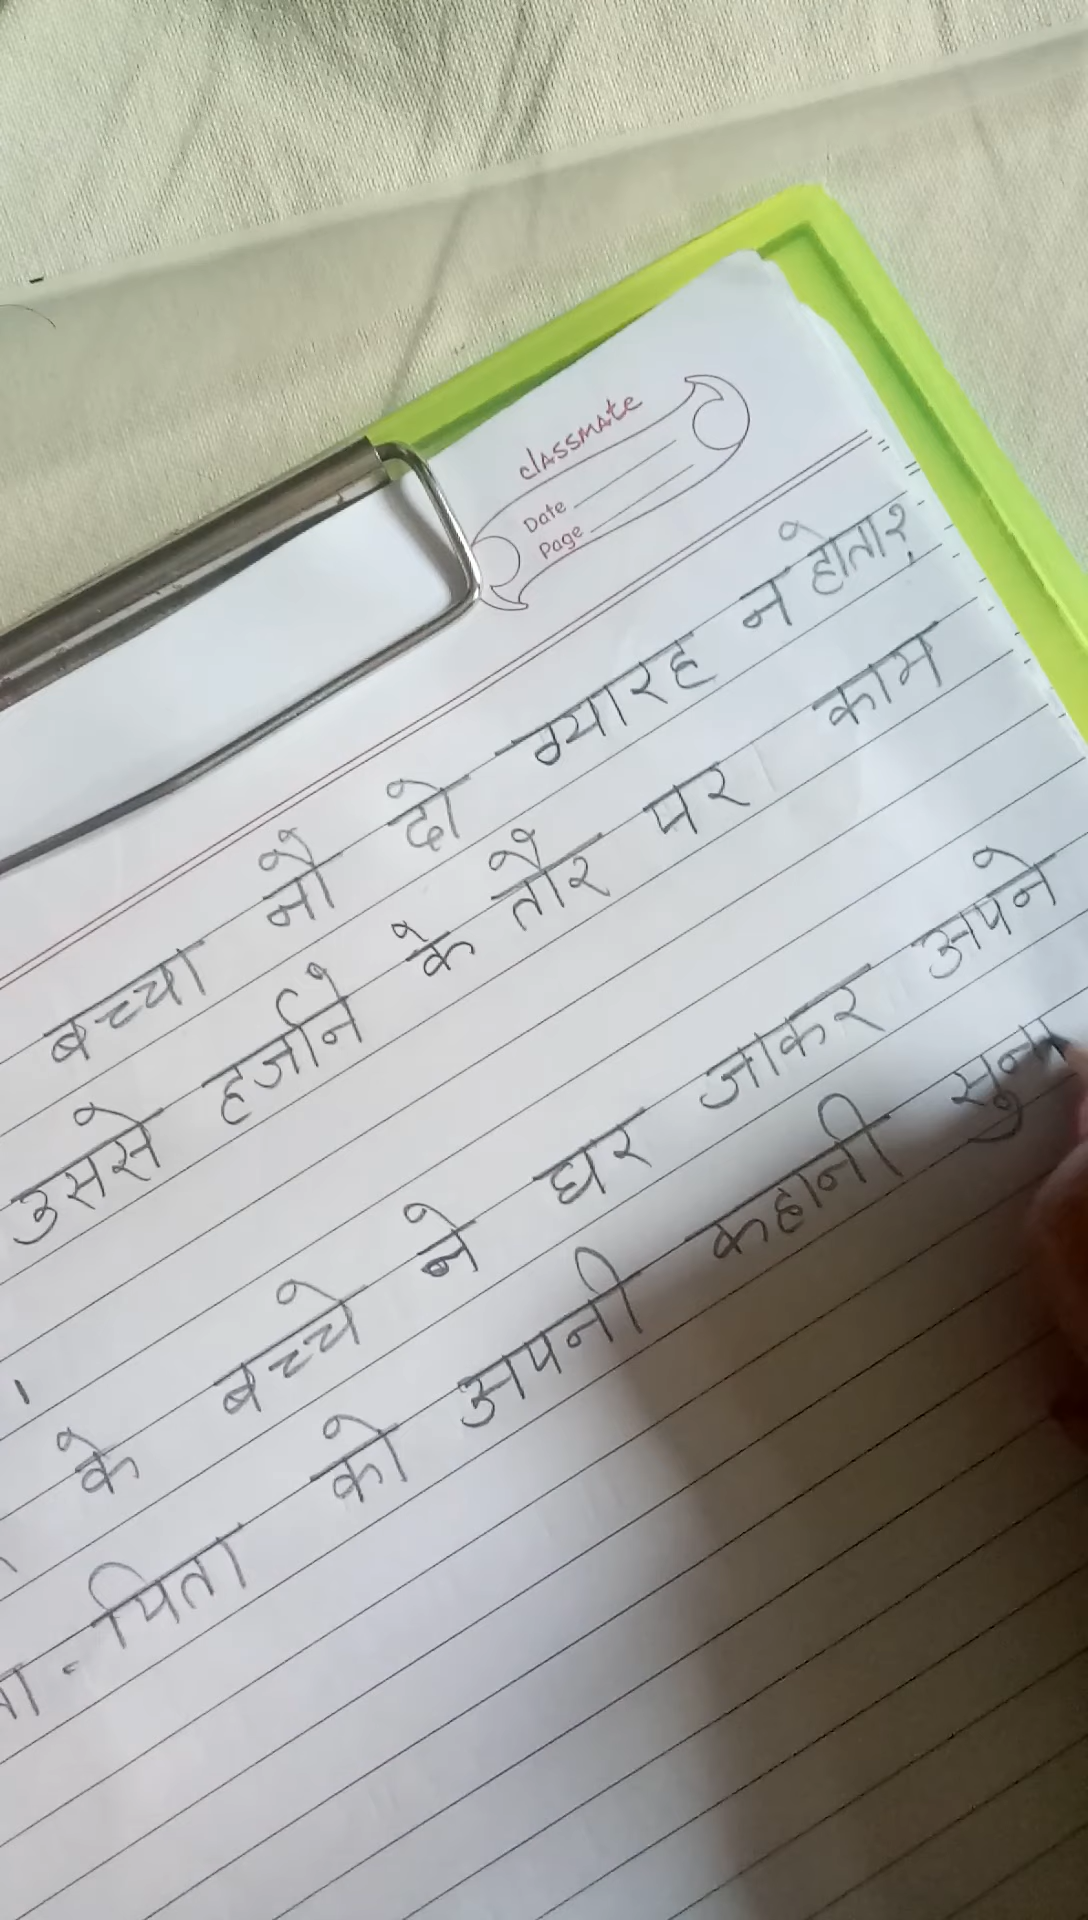 classmate
Date
Page
बच्चा नौ दो ग्यारह न होता?
उससे हर्जाने के तौर पर काम
।
के बच्चे ने घर जाकर अपने
पिता को अपनी कहानी